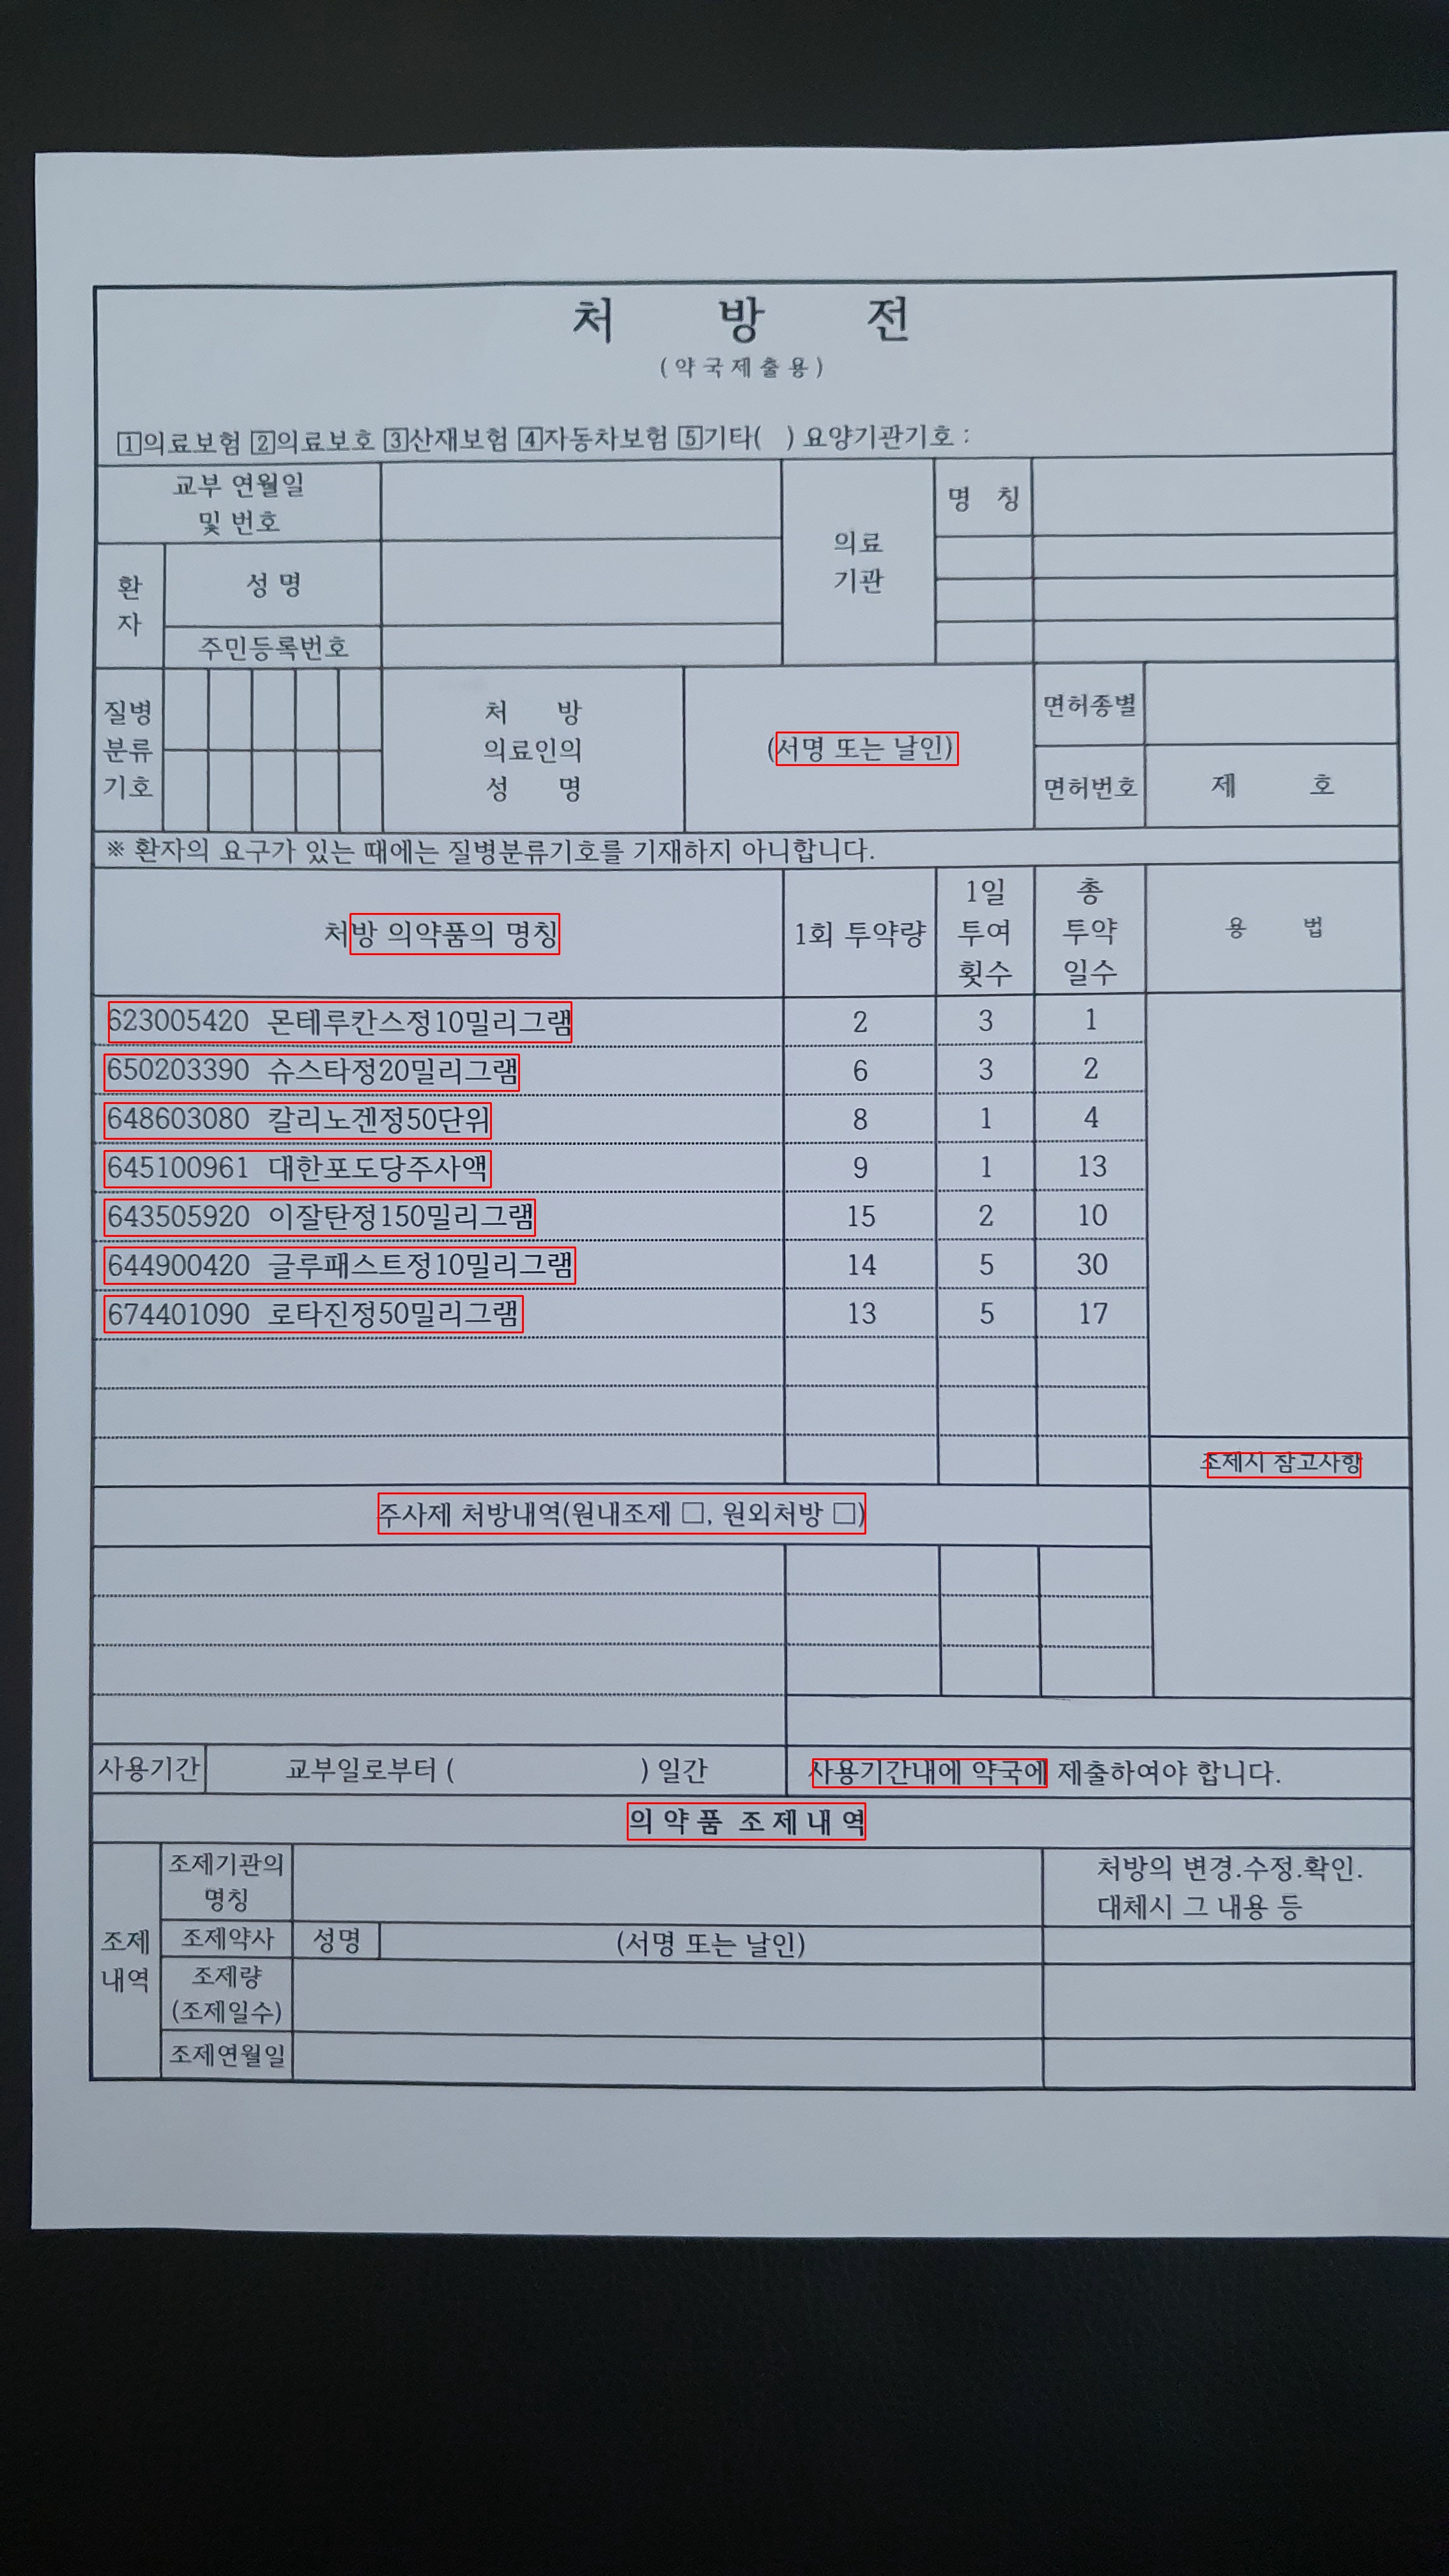 처 방 전
(약국제출용)
1의료보험 2의료보호 3산재보험 4자동차보험 5기타( ) 요양기관기호 :
교부 연월일
및 번호
의료
기관
명 칭
환
자
성 명
주민등록번호
질병
분류
기호
처 방
의료인의
성 명
(서명 또는 날인)
면허종별
면허번호
제 호
※ 환자의 요구가 있는 때에는 질병분류기호를 기재하지 아니합니다.
처방 의약품의 명칭
1회 투약량
1일
투여
횟수
총
투약
일수
용 법
623005420 몬테루칸스정10밀리그램 2 3 1
650203390 슈스타정20밀리그램 6 3 2
648603080 칼리노겐정50단위 8 1 4
645100961 대한포도당주사액 9 1 13
643505920 이잘탄정150밀리그램 15 2 10
644900420 글루패스트정10밀리그램 14 5 30
674401090 로타진정50밀리그램 13 5 17
조제시 참고사항
주사제 처방내역(원내조제 □, 원외처방 □)
사용기간 교부일로부터 ( ) 일간 사용기간내에 약국에 제출하여야 합니다.
의 약 품 조 제 내 역
조제
내역
조제기관의
명칭
처방의 변경.수정.확인.
대체시 그 내용 등
조제약사 성명 (서명 또는 날인)
조제량
(조제일수)
조제연월일